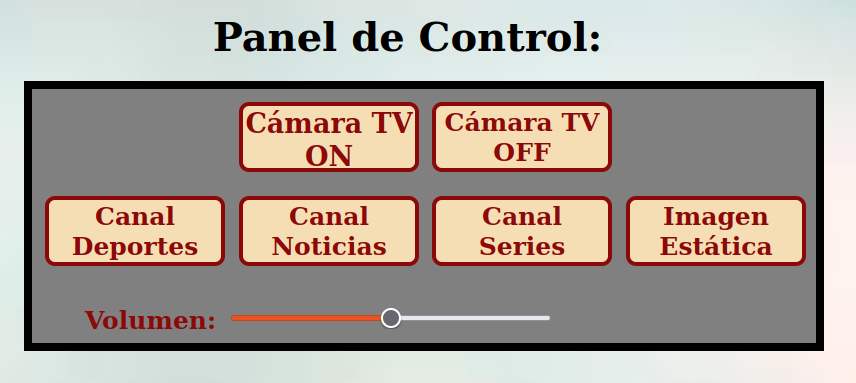 Panel de Control:
Cámara TV
ON
Cámara TV
OFF
Canal
Deportes
Canal
Noticias
Canal
Series
Imagen
Estática
Volumen: